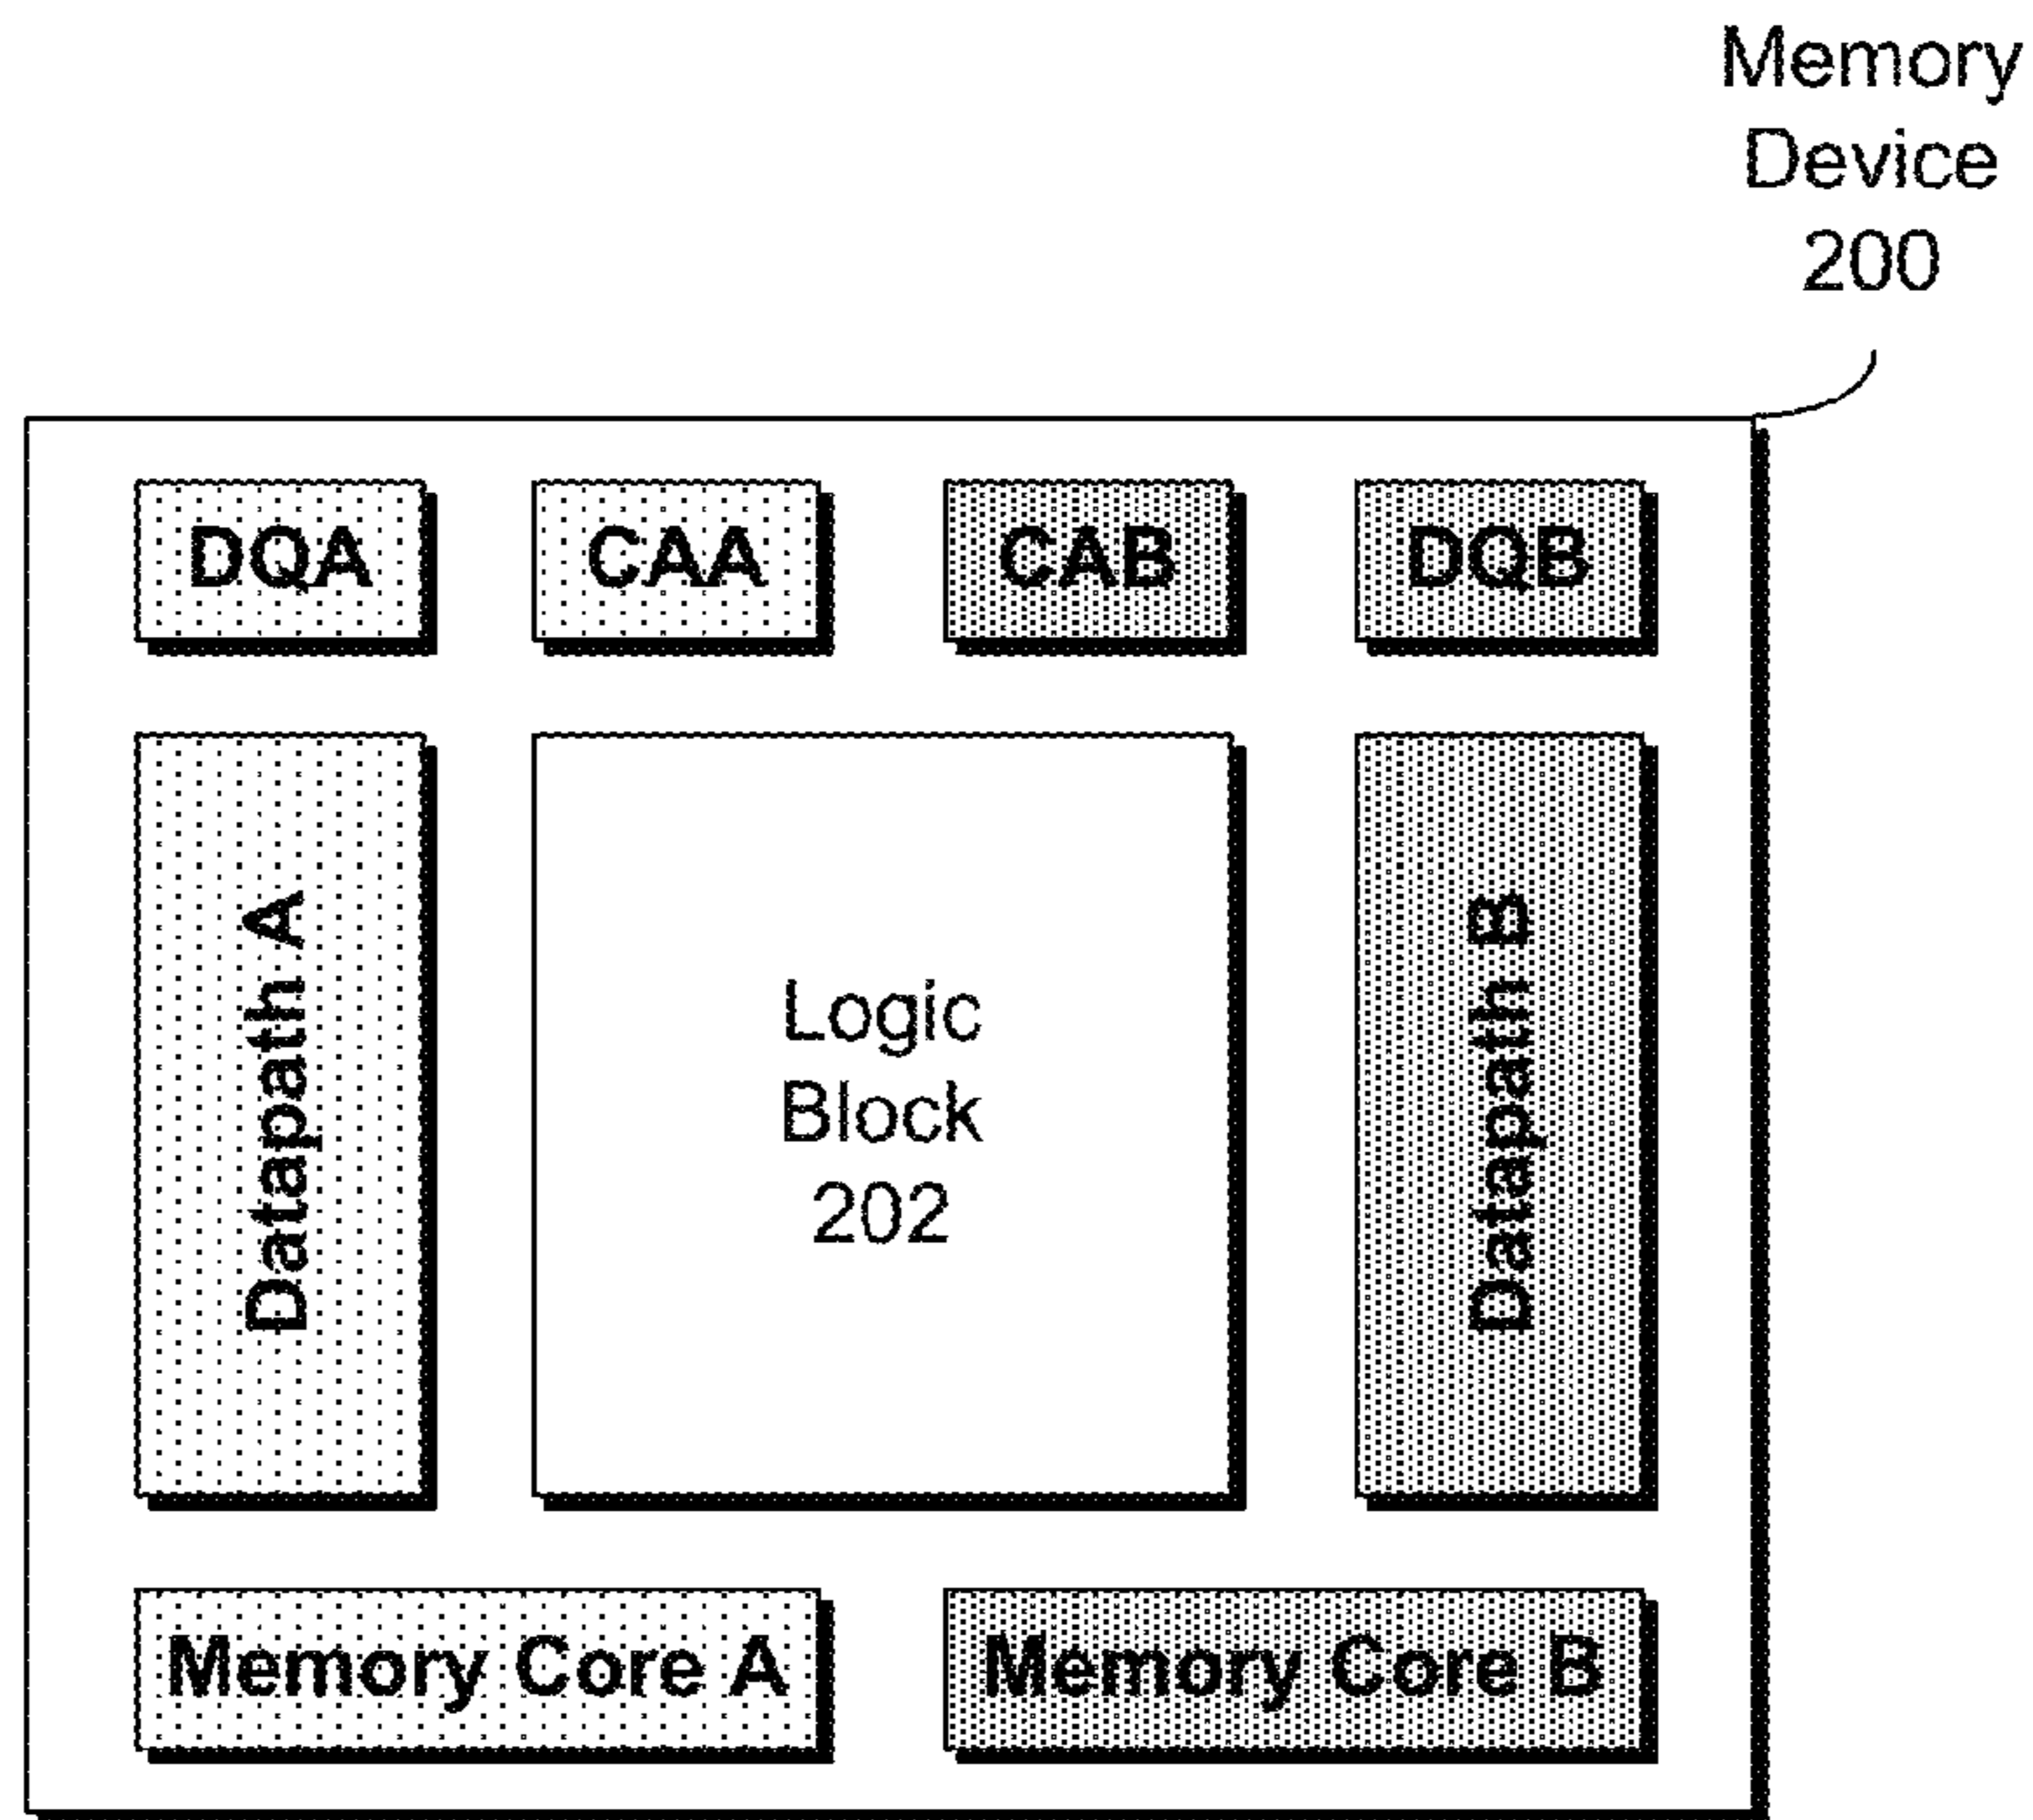 Memory
Device
200
DQA
CAA
CAB
DQB
Datapath A
Logic
Block
202
Datapath B
Memory Core A
Memory Core B